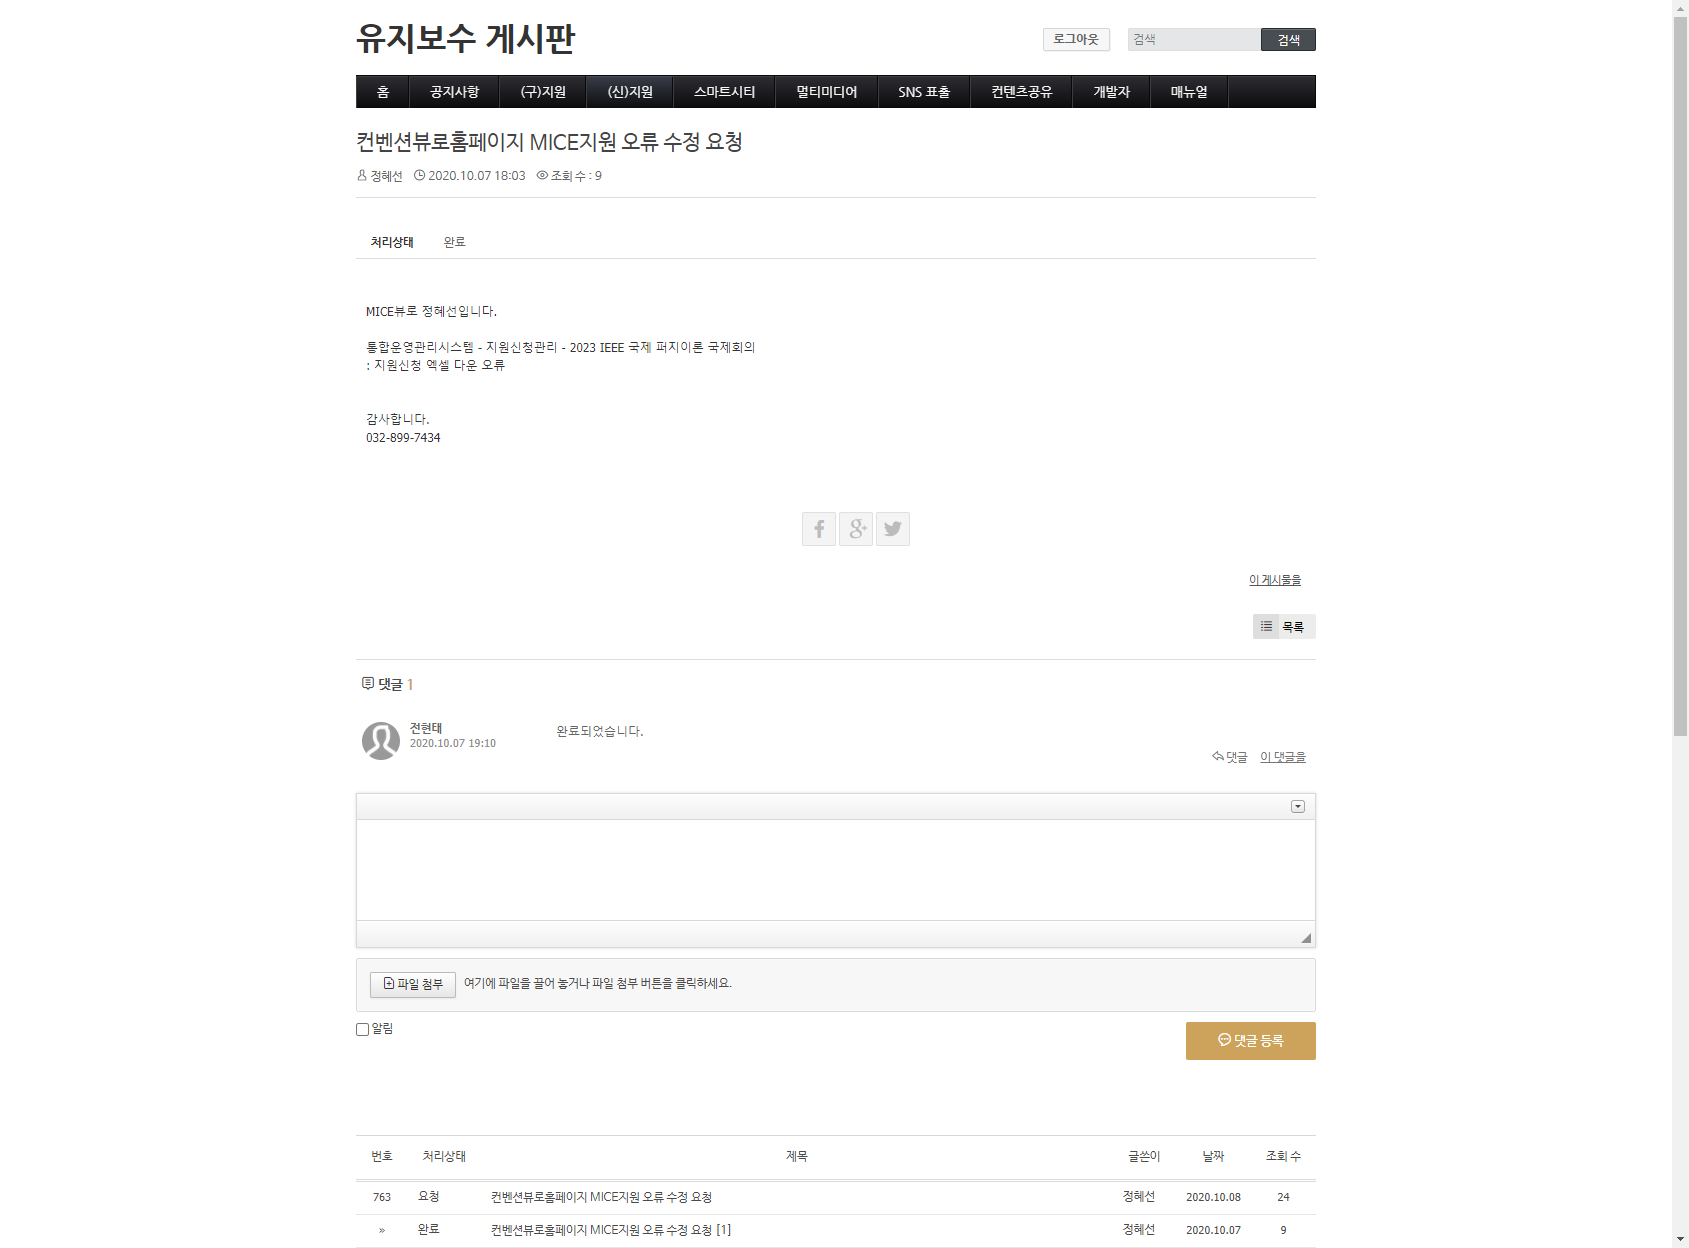 유지보수 게시판
로그아웃 검색 검색
홈 공지사항 (구)지원 (신)지원 스마트시티 멀티미디어 SNS 표출 컨텐츠공유 개발자 매뉴얼
컨벤션뷰로홈페이지 MICE지원 오류 수정 요청
정혜선 2020.10.07 18:03 조회 수 : 9
처리상태 완료
MICE뷰로 정혜선입니다.
통합운영관리시스템 - 지원신청관리 - 2023 IEEE 국제 퍼지이론 국제회의
: 지원신청 엑셀 다운 오류
감사합니다.
032-899-7434
이 게시물을
목록
댓글 1
전현태 완료되었습니다.
2020.10.07 19:10
댓글 이 댓글을
파일 첨부 여기에 파일을 끌어 놓거나 파일 첨부 버튼을 클릭하세요.
알림
댓글 등록
번호 처리상태 제목 글쓴이 날짜 조회 수
763 요청 컨벤션뷰로홈페이지 MICE지원 오류 수정 요청 정혜선 2020.10.08 24
» 완료 컨벤션뷰로홈페이지 MICE지원 오류 수정 요청 [1] 정혜선 2020.10.07 9